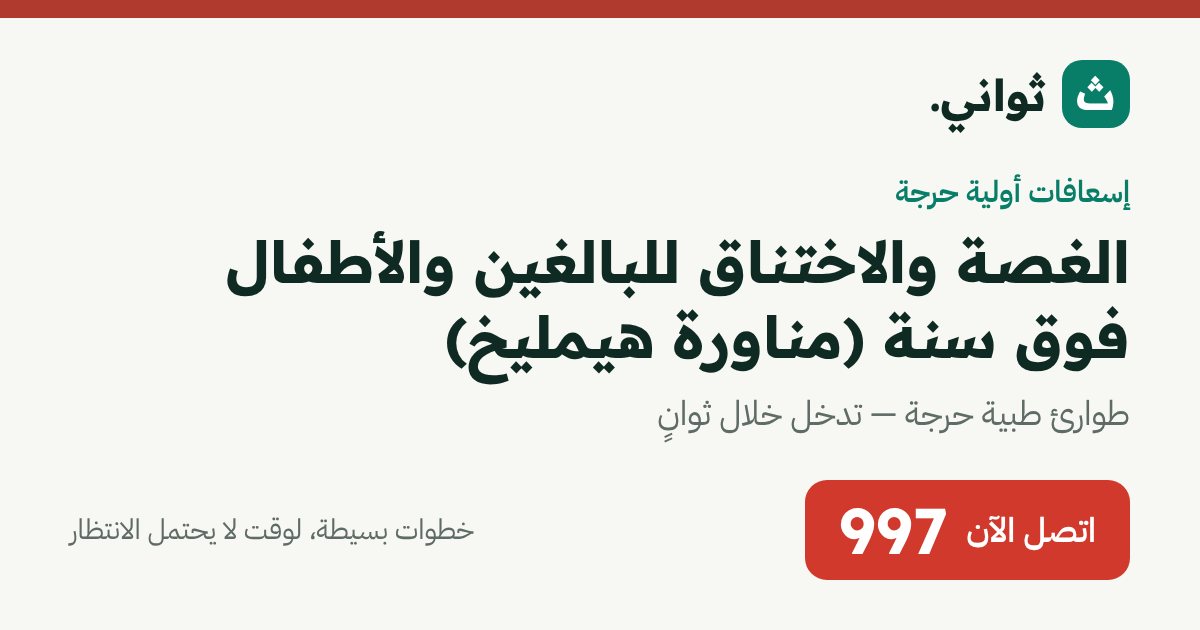 ث
ثواني.
إسعافات أولية حرجة
الغصة والاختناق للبالغين والأطفال
فوق سنة (مناورة هيمليخ)
طوارئ طبية حرجة — تدخل خلال ثوانٍ
اتصل الآن 997
خطوات بسيطة، لوقت لا يحتمل الانتظار